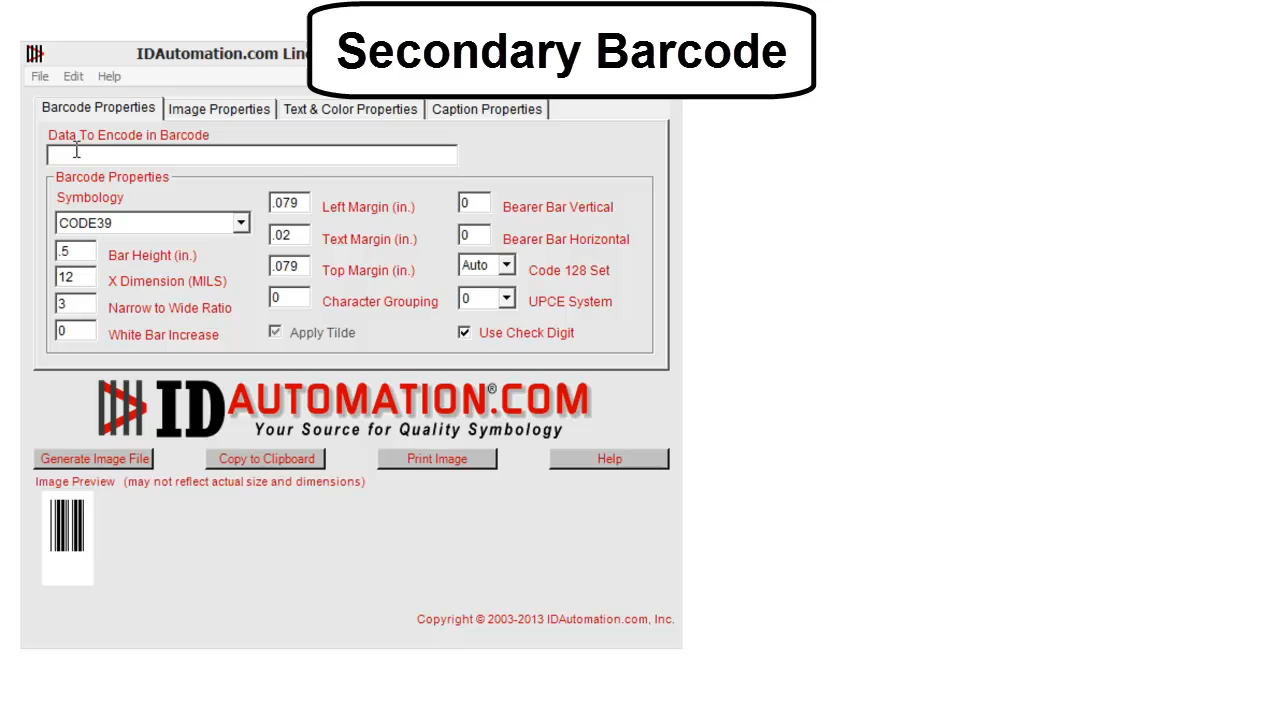 Secondary Barcode
IDAutomation.com Line
File Edit Help
Barcode Properties Image Properties Text & Color Properties Caption Properties
Data To Encode in Barcode
Barcode Properties
Symbology
CODE39
.079 Left Margin (in.) 0 Bearer Bar Vertical
.5 Bar Height (in.) .02 Text Margin (in.) 0 Bearer Bar Horizontal
12 X Dimension (MILS) .079 Top Margin (in.) Auto Code 128 Set
3 Narrow to Wide Ratio 0 Character Grouping 0 UPCE System
0 White Bar Increase Apply Tilde Use Check Digit
IDAUTOMATION.COM®
Your Source for Quality Symbology
Generate Image File Copy to Clipboard Print Image Help
Image Preview (may not reflect actual size and dimensions)
Copyright © 2003-2013 IDAutomation.com, Inc.